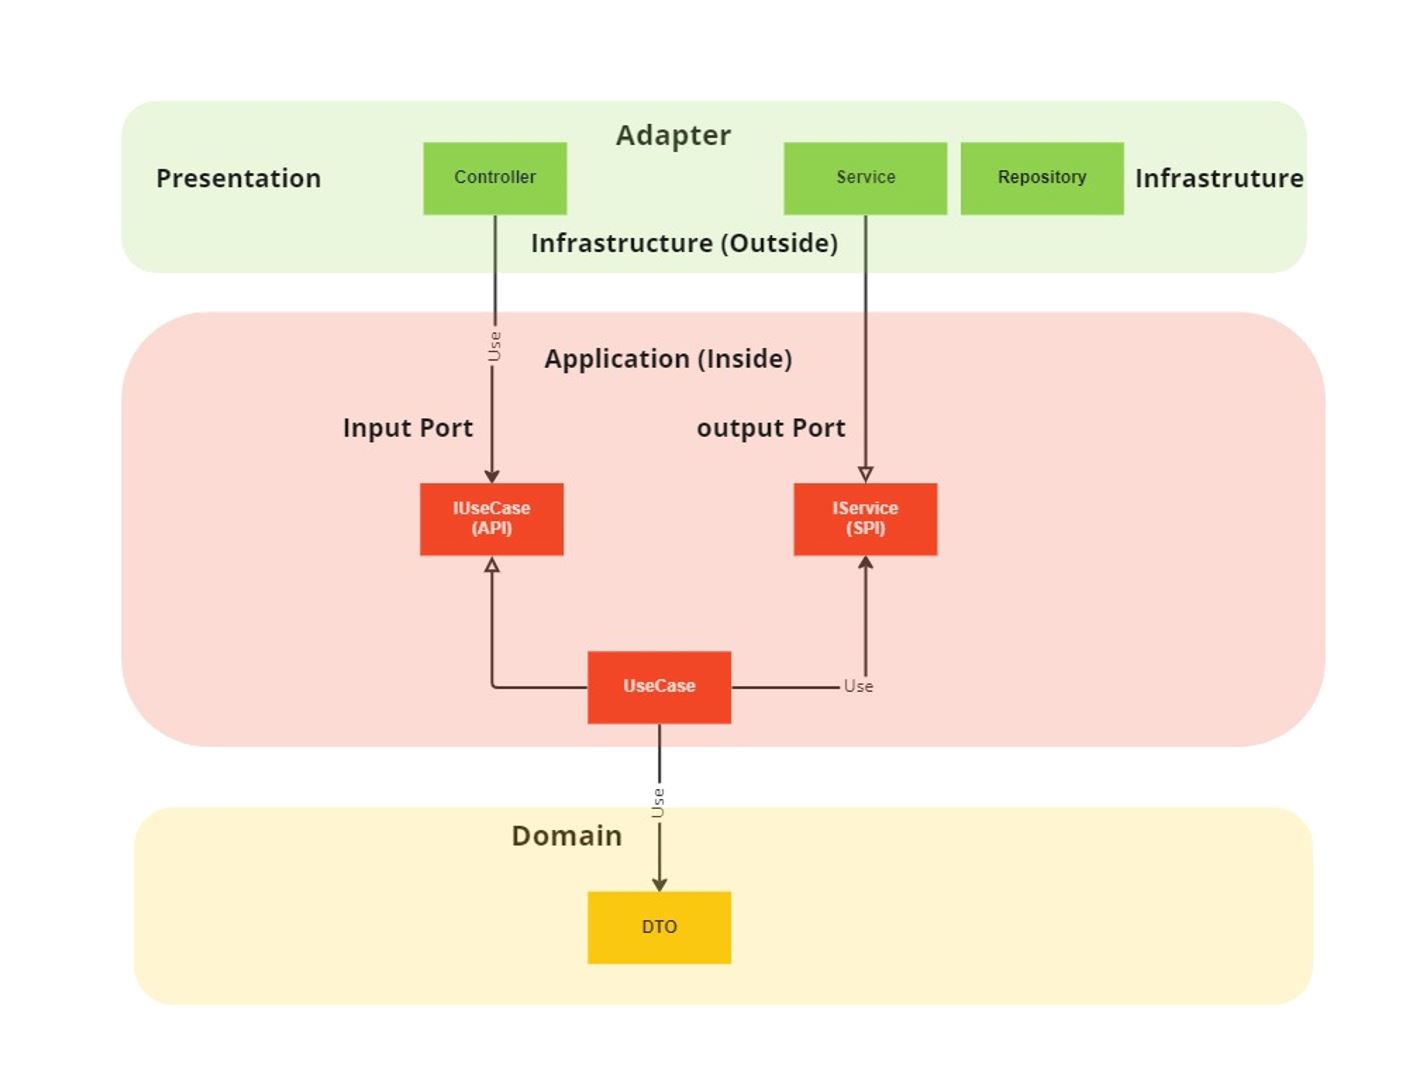 Adapter
Presentation
Controller
Service
Repository
Infrastruture
Infrastructure (Outside)
Use
Application (Inside)
Input Port
output Port
IUseCase
(API)
IService
(SPI)
UseCase
Use
Use
Domain
DTO